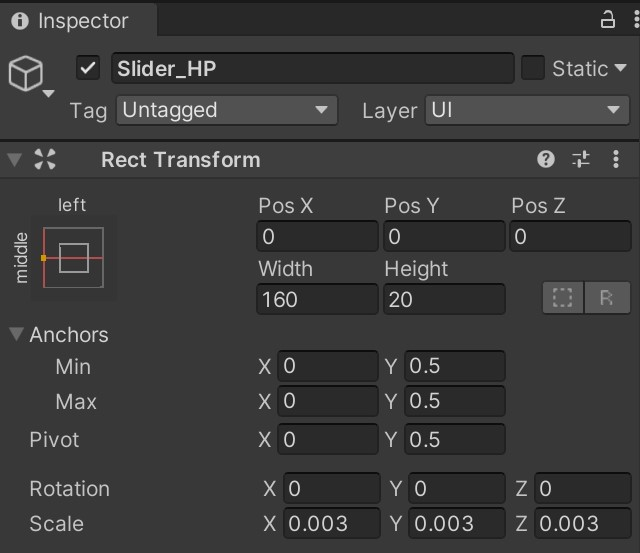 Inspector
Slider_HP
Static
Tag Untagged Layer UI
Rect Transform
left
middle
Pos X Pos Y Pos Z
0 0 0
Width Height
160 20
R
Anchors
Min X 0 Y 0.5
Max X 0 Y 0.5
Pivot X 0 Y 0.5
Rotation X 0 Y 0 Z 0
Scale X 0.003 Y 0.003 Z 0.003